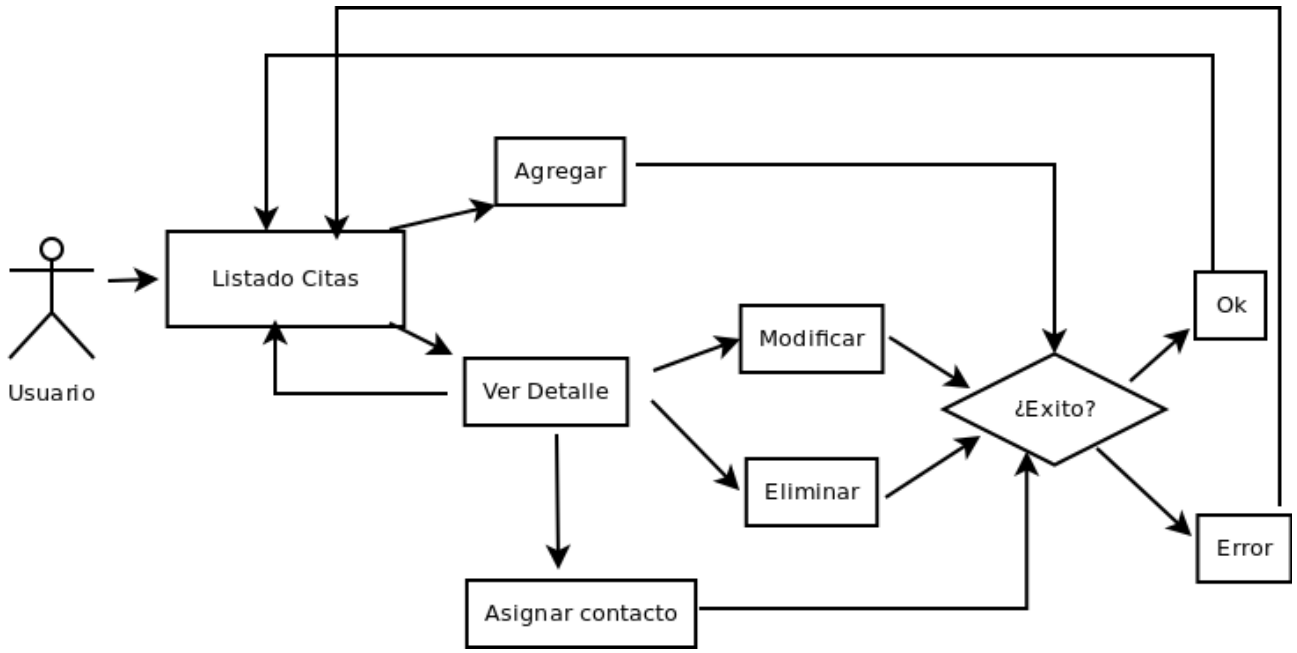 Agregar
Listado Citas
Ok
Modificar
Usuario
Ver Detalle
¿Exito?
Eliminar
Error
Asignar contacto